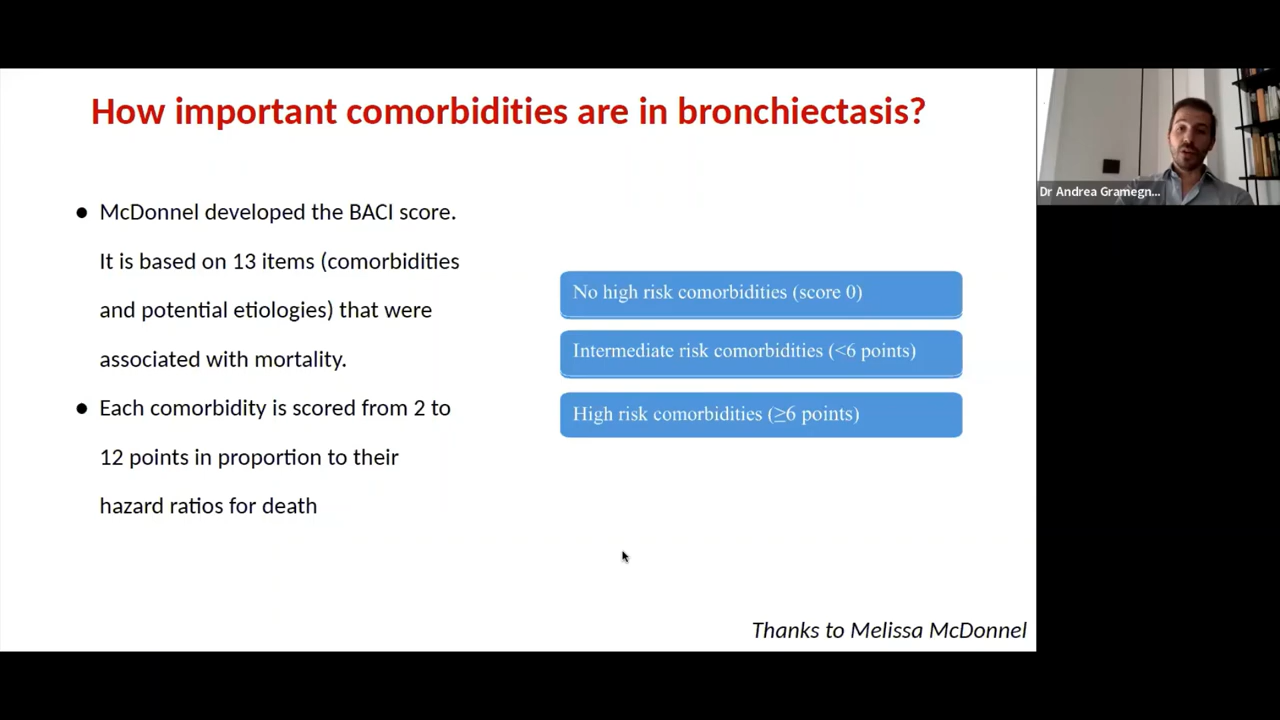 How important comorbidities are in bronchiectasis?
● McDonnel developed the BACI score.
It is based on 13 items (comorbidities
and potential etiologies) that were
associated with mortality.
● Each comorbidity is scored from 2 to
12 points in proportion to their
hazard ratios for death
No high risk comorbidities (score 0)
Intermediate risk comorbidities (<6 points)
High risk comorbidities (≥6 points)
Thanks to Melissa McDonnel
Dr Andrea Gramegn...